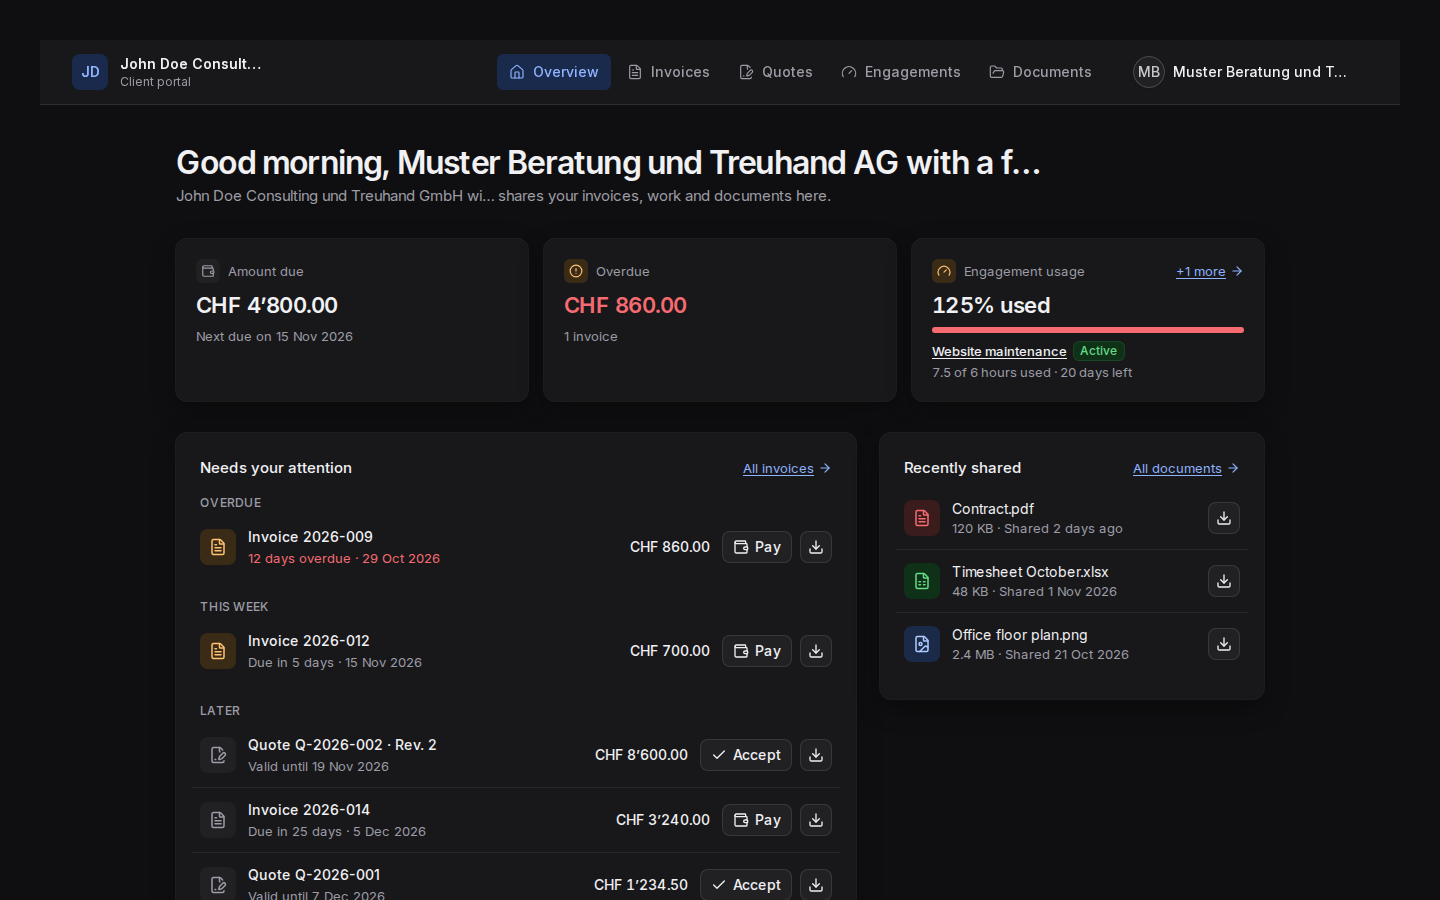 JD
John Doe Consult…
Client portal
Overview
Invoices
Quotes
Engagements
Documents
MB
Muster Beratung und T…
Good morning, Muster Beratung und Treuhand AG with a f…
John Doe Consulting und Treuhand GmbH wi… shares your invoices, work and documents here.
Amount due
CHF 4’800.00
Next due on 15 Nov 2026
Overdue
CHF 860.00
1 invoice
Engagement usage
+1 more
125% used
Website maintenance
Active
7.5 of 6 hours used · 20 days left
Needs your attention
All invoices
OVERDUE
Invoice 2026-009
12 days overdue · 29 Oct 2026
CHF 860.00
Pay
THIS WEEK
Invoice 2026-012
Due in 5 days · 15 Nov 2026
CHF 700.00
Pay
LATER
Quote Q-2026-002 · Rev. 2
Valid until 19 Nov 2026
CHF 8’600.00
Accept
Invoice 2026-014
Due in 25 days · 5 Dec 2026
CHF 3’240.00
Pay
Quote Q-2026-001
Valid until 7 Dec 2026
CHF 1’234.50
Accept
Recently shared
All documents
Contract.pdf
120 KB · Shared 2 days ago
Timesheet October.xlsx
48 KB · Shared 1 Nov 2026
Office floor plan.png
2.4 MB · Shared 21 Oct 2026